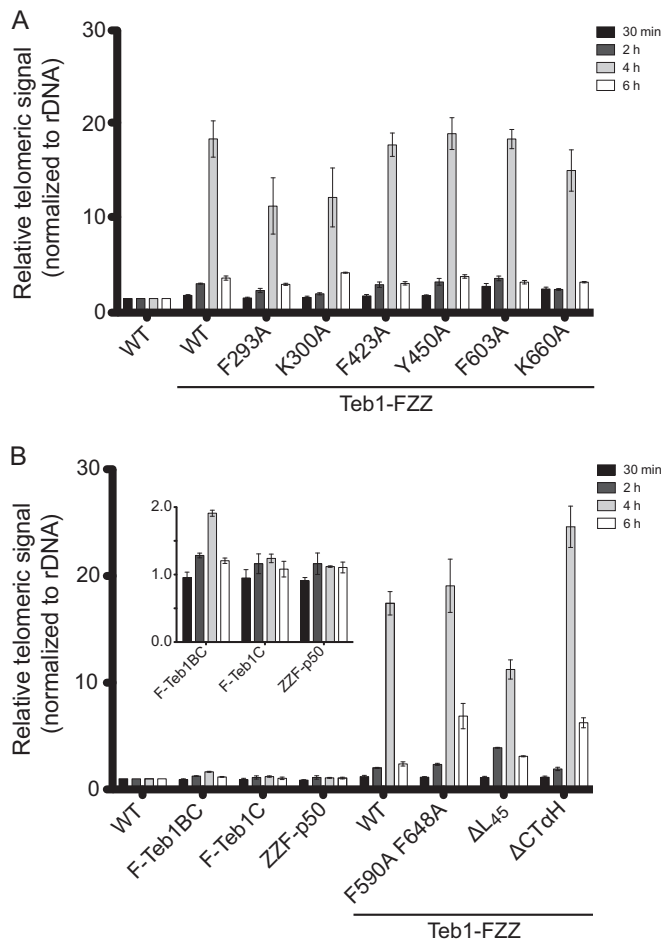 A
30
20
10
0
Relative telomeric signal
(normalized to rDNA)
30 min
2 h
4 h
6 h
WT
WT
F293A
K300A
F423A
Y450A
F603A
K660A
Teb1-FZZ
B
30
20
10
0
Relative telomeric signal
(normalized to rDNA)
30 min
2 h
4 h
6 h
2.0
1.0
0.0
F-Teb1BC
F-Teb1C
ZZF-p50
WT
F-Teb1BC
F-Teb1C
ZZF-p50
WT
F590A F648A
ΔL45
ΔCTαH
Teb1-FZZ